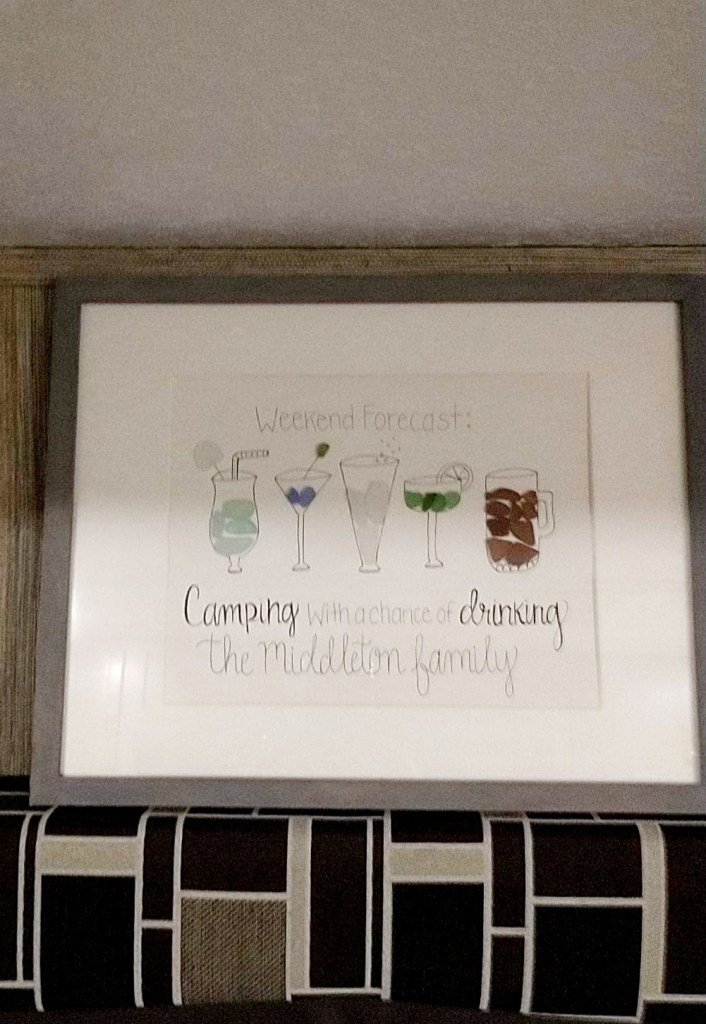 Weekend Forecast:
Camping with a chance of drinking
the Middleton family